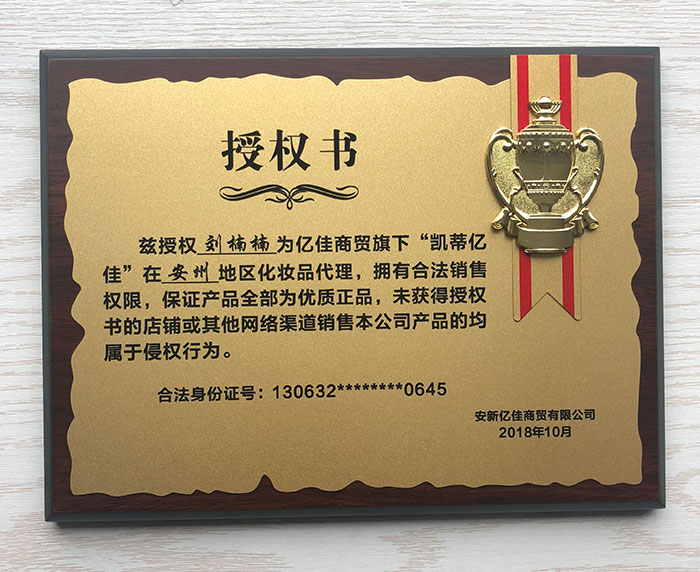 授权书
兹授权 刘楠楠 为亿佳商贸旗下“凯蒂亿
佳”在 安州 地区化妆品代理，拥有合法销售
权限，保证产品全部为优质正品，未获得授权
书的店铺或其他网络渠道销售本公司产品的均
属于侵权行为。
合法身份证号：130632********0645
安新亿佳商贸有限公司
2018年10月